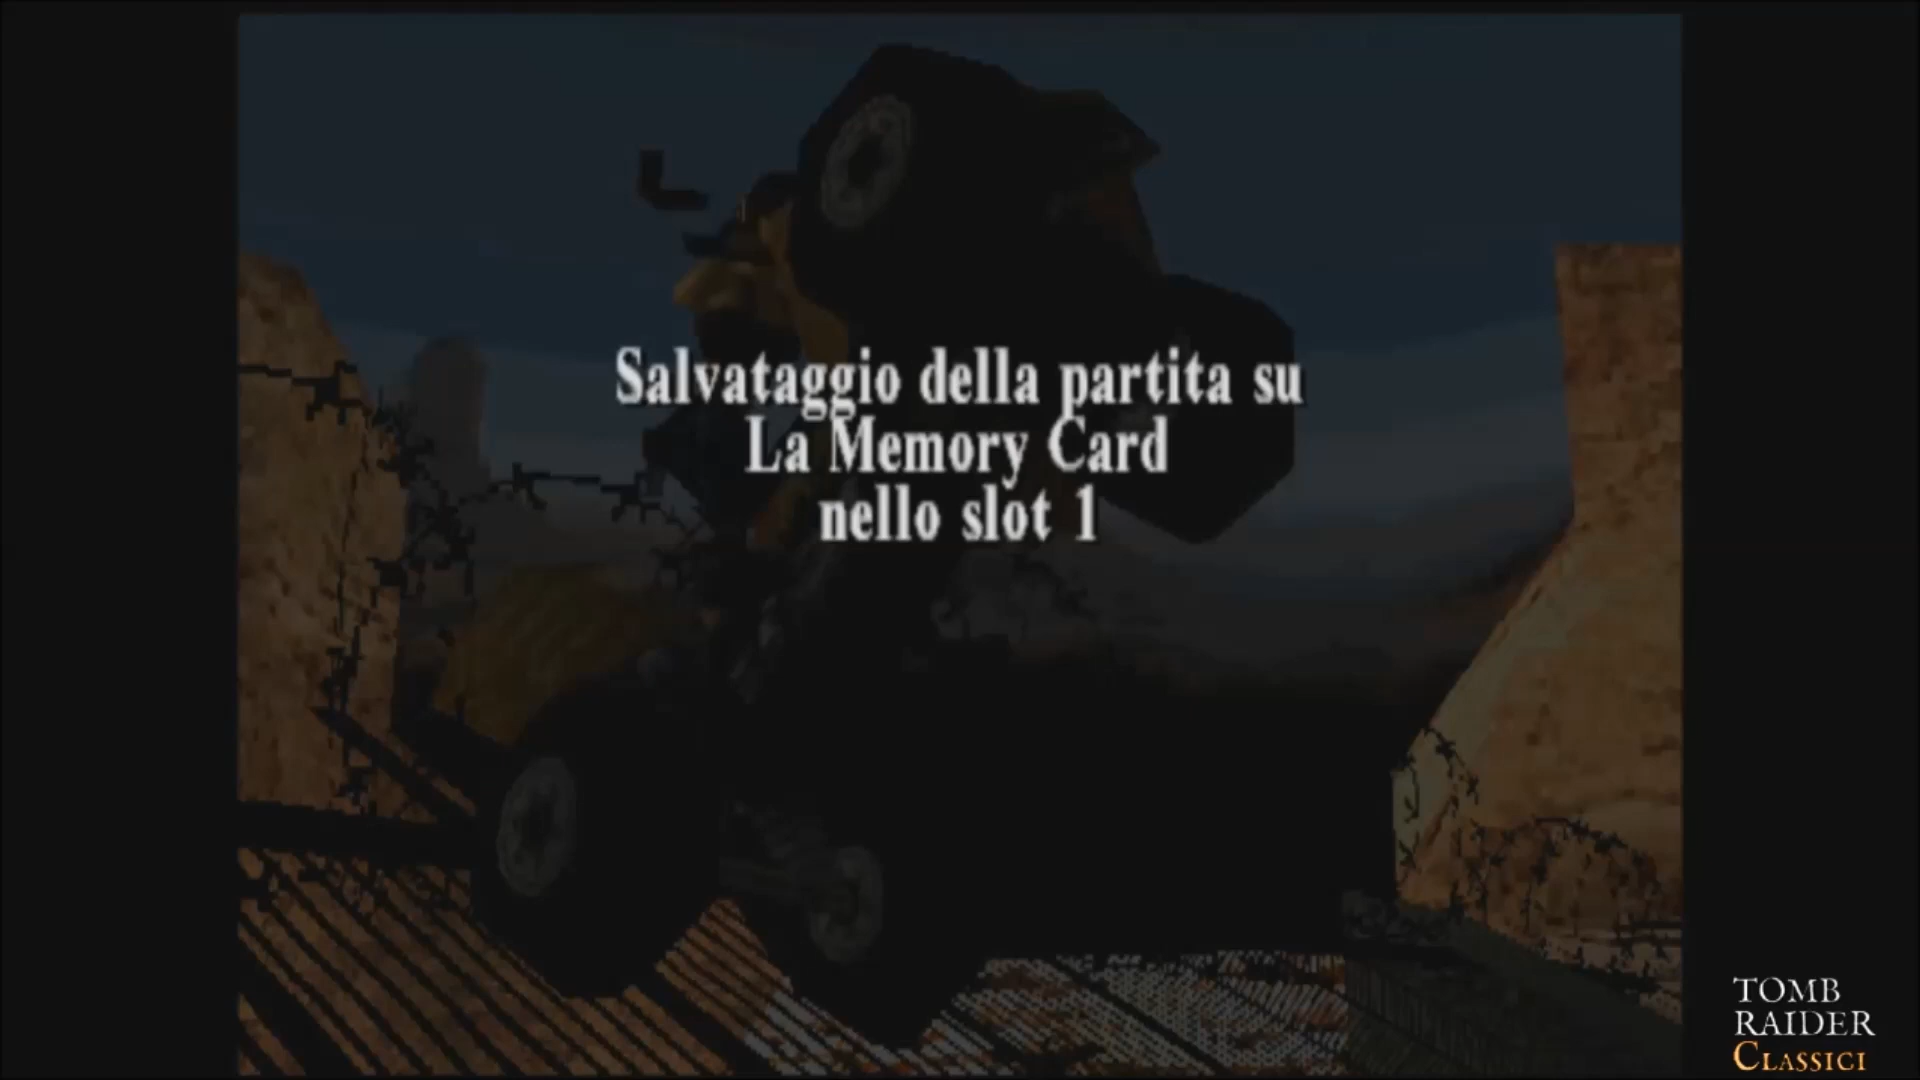 Salvataggio della partita su
La Memory Card
nello slot 1
TOMB
RAIDER
CLASSICI